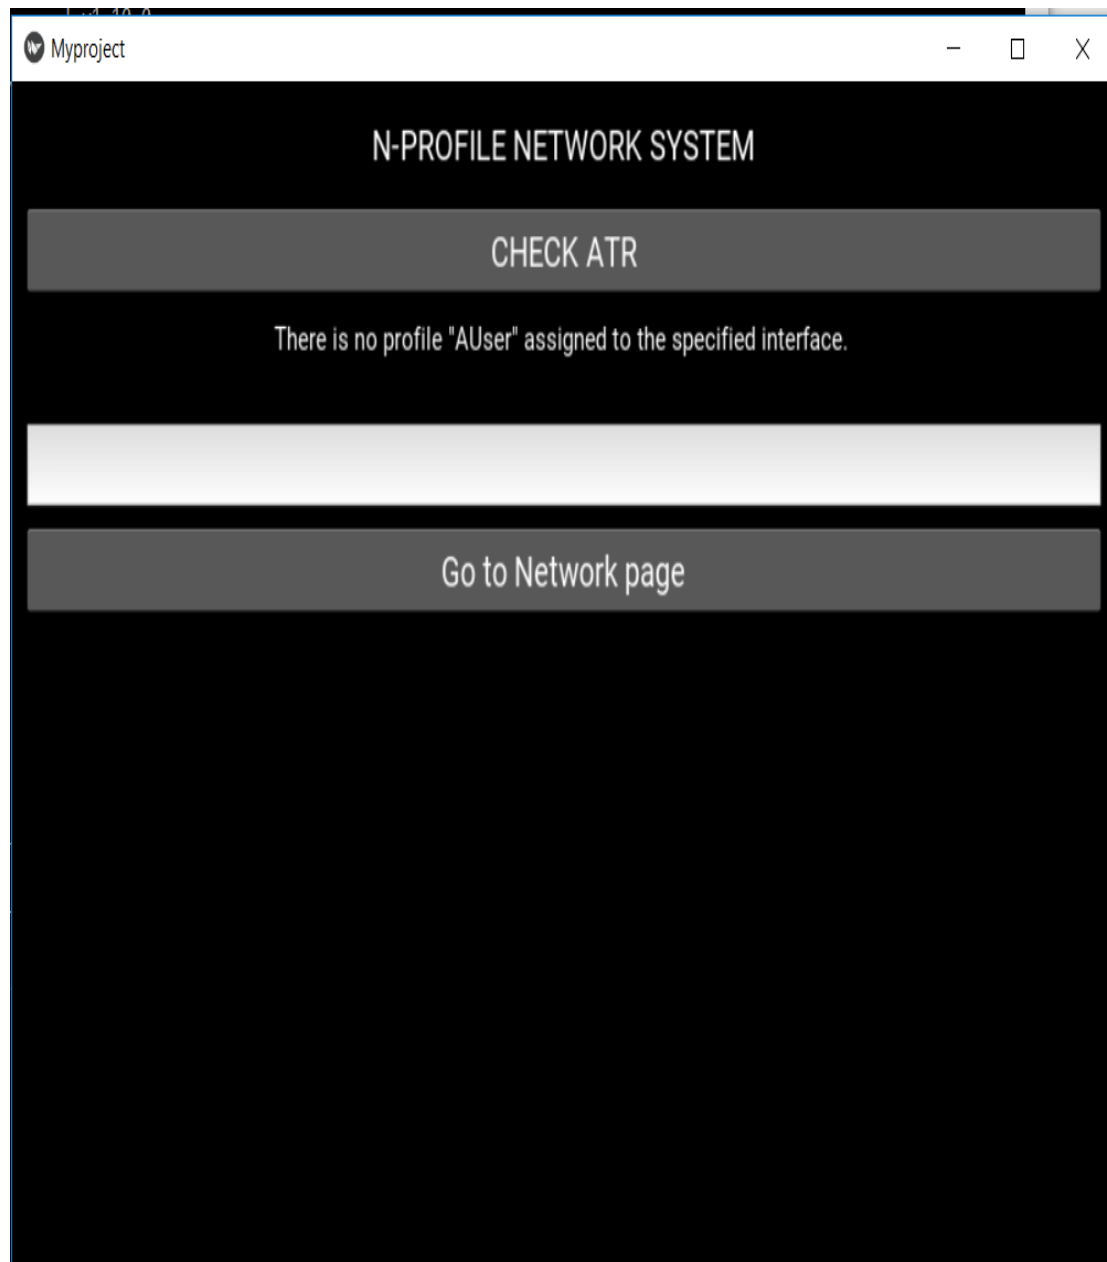 Myproject
N-PROFILE NETWORK SYSTEM
CHECK ATR
There is no profile "AUser" assigned to the specified interface.
Go to Network page